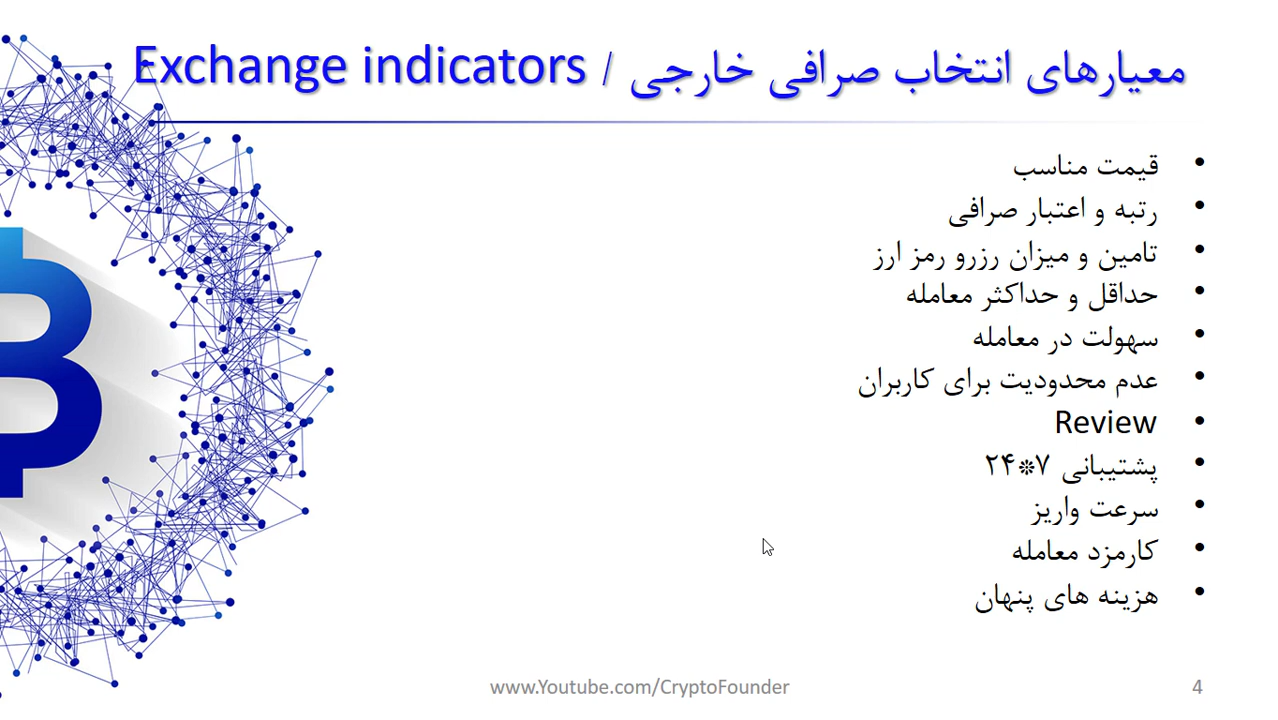 معیارهای انتخاب صرافی خارجی / Exchange indicators
• قیمت مناسب
• رتبه و اعتبار صرافی
• تامین و میزان رزرو رمز ارز
• حداقل و حداکثر معامله
• سهولت در معامله
• عدم محدودیت برای کاربران
• Review
• پشتیبانی ۷*۲۴
• سرعت واریز
• کارمزد معامله
• هزینه های پنهان
www.Youtube.com/CryptoFounder
4